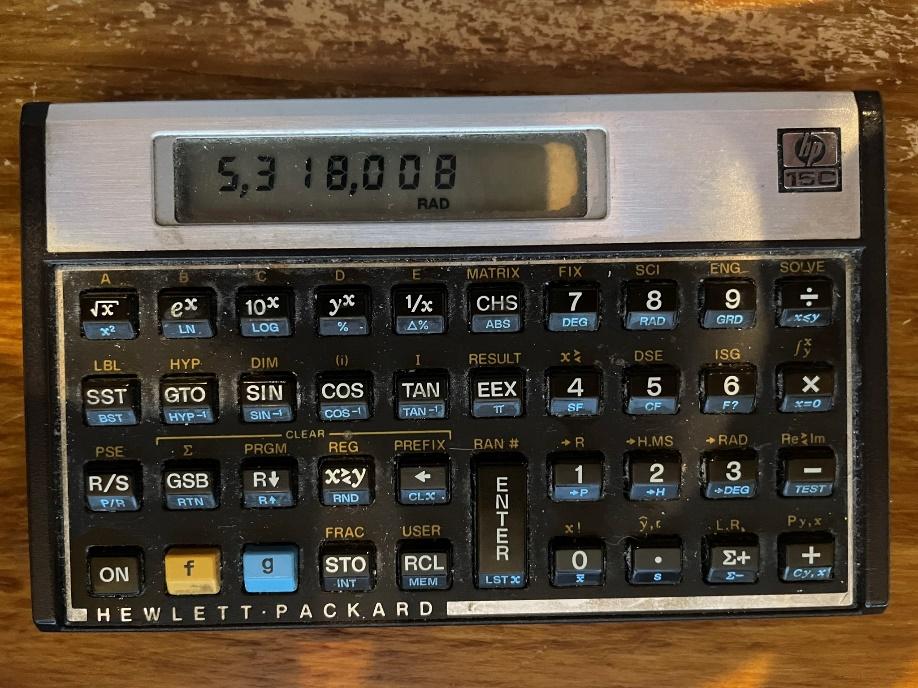 5,318,008
RAD
hp
15C
A B C D E MATRIX FIX SCI ENG SOLVE
√x eˣ 10ˣ yˣ 1/x CHS 7 8 9 ÷
x² LN LOG % Δ% ABS DEG RAD GRD x≤y
LBL HYP DIM (i) I RESULT x≷ DSE ISG ∫xy
SST GTO SIN COS TAN EEX 4 5 6 ×
BST HYP⁻¹ SIN⁻¹ COS⁻¹ TAN⁻¹ π SF CF F? x=0
CLEAR
PSE Σ PRGM REG PREFIX RAN # →R →H.MS →RAD Re≷Im
R/S GSB R↓ x≷y ← ENTER 1 2 3 −
P/R RTN R↑ RND CLx →P →H →DEG TEST
FRAC USER x! ŷ,r L.R. Py,x
ON f g STO RCL 0 · Σ+ +
INT MEM LSTx x̄ s Σ− Cy,x
HEWLETT·PACKARD